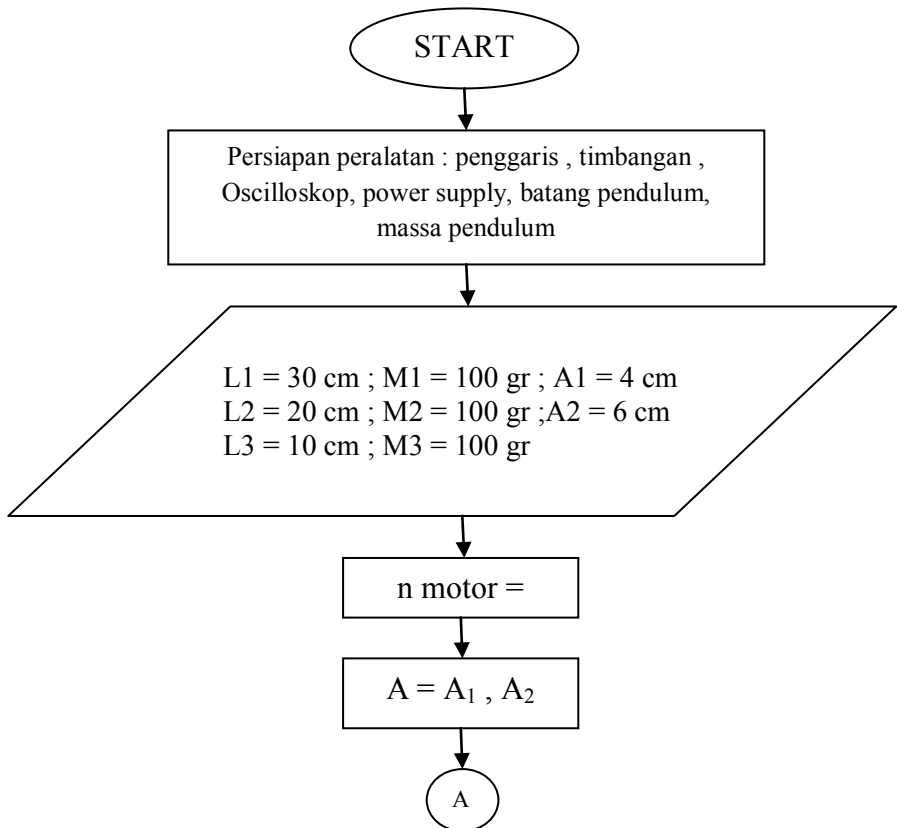 START
Persiapan peralatan : penggaris , timbangan ,
Oscilloskop, power supply, batang pendulum,
massa pendulum
L1 = 30 cm ; M1 = 100 gr ; A1 = 4 cm
L2 = 20 cm ; M2 = 100 gr ;A2 = 6 cm
L3 = 10 cm ; M3 = 100 gr
n motor =
A = A₁ , A₂
A